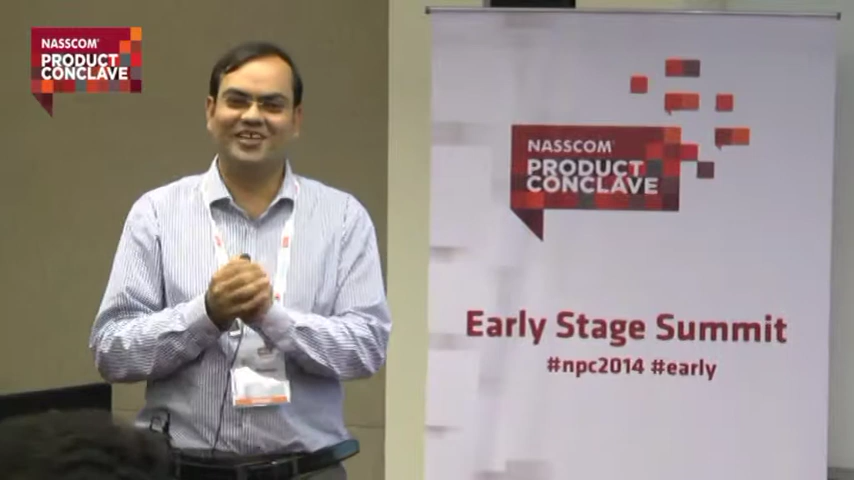 NASSCOM®
PRODUCT
CONCLAVE
NASSCOM®
PRODUCT
CONCLAVE
Early Stage Summit
#npc2014 #early